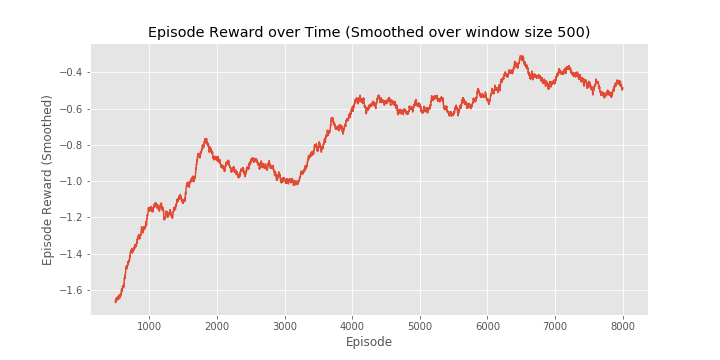 Episode Reward over Time (Smoothed over window size 500)
Episode Reward (Smoothed)
−0.4
−0.6
−0.8
−1.0
−1.2
−1.4
−1.6
1000 2000 3000 4000 5000 6000 7000 8000
Episode